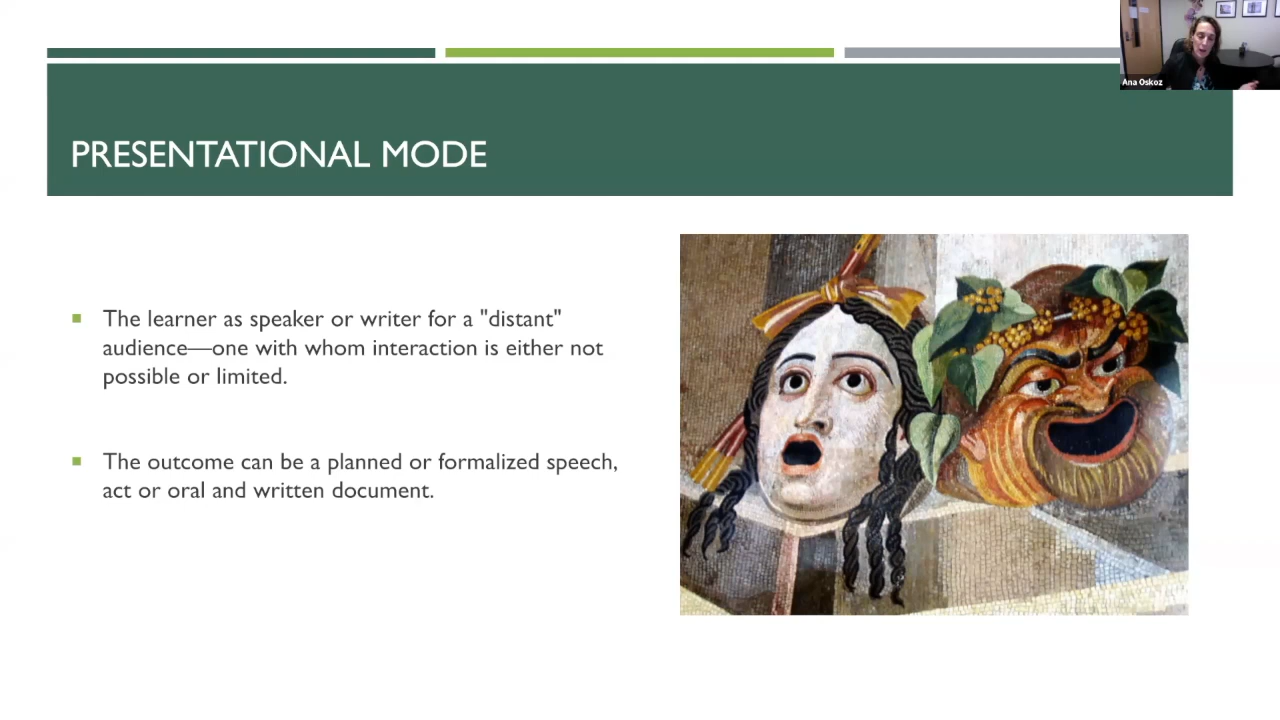 Ana Oskoz
PRESENTATIONAL MODE
The learner as speaker or writer for a "distant"
audience—one with whom interaction is either not
possible or limited.
The outcome can be a planned or formalized speech,
act or oral and written document.